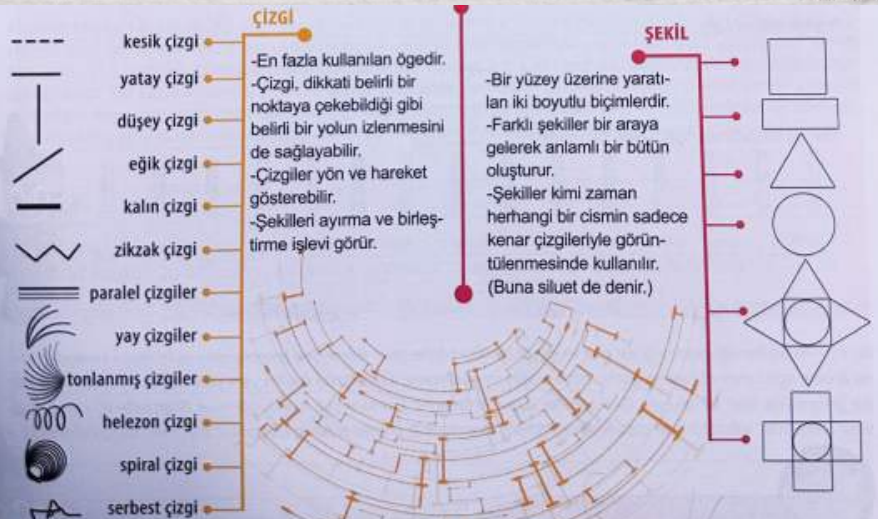 ÇİZGİ
kesik çizgi
yatay çizgi
düşey çizgi
eğik çizgi
kalın çizgi
zikzak çizgi
paralel çizgiler
yay çizgiler
tonlanmış çizgiler
helezon çizgi
spiral çizgi
serbest çizgi
-En fazla kullanılan ögedir.
-Çizgi, dikkati belirli bir
noktaya çekebildiği gibi
belirli bir yolun izlenmesini
de sağlayabilir.
-Çizgiler yön ve hareket
gösterebilir.
-Şekilleri ayırma ve birleş-
tirme işlevi görür.
ŞEKİL
-Bir yüzey üzerine yaratı-
lan iki boyutlu biçimlerdir.
-Farklı şekiller bir araya
gelerek anlamlı bir bütün
oluşturur.
-Şekiller kimi zaman
herhangi bir cismin sadece
kenar çizgileriyle görün-
tülenmesinde kullanılır.
(Buna siluet de denir.)